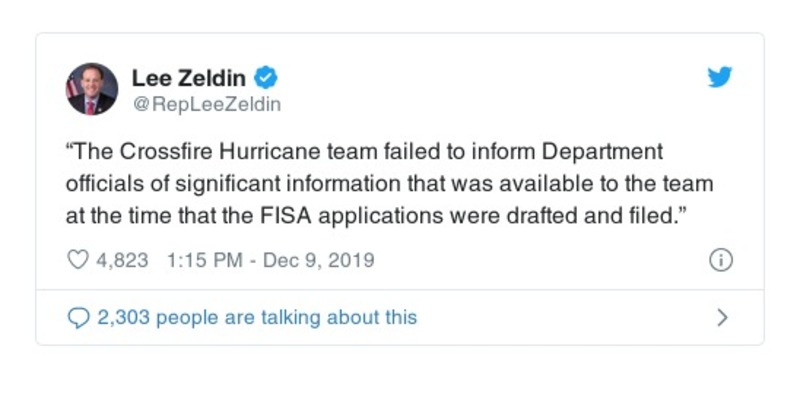 Lee Zeldin
@RepLeeZeldin
“The Crossfire Hurricane team failed to inform Department
officials of significant information that was available to the team
at the time that the FISA applications were drafted and filed.”
4,823 1:15 PM - Dec 9, 2019
2,303 people are talking about this